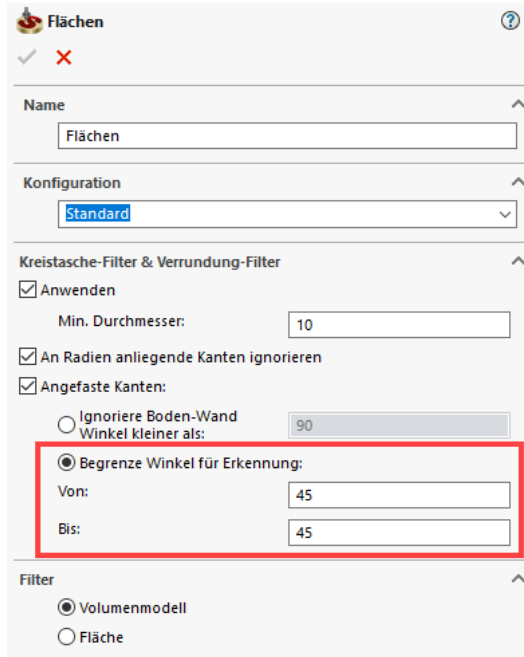 Flächen
Name
Flächen
Konfiguration
Standard
Kreistasche-Filter & Verrundung-Filter
Anwenden
Min. Durchmesser: 10
An Radien anliegende Kanten ignorieren
Angefaste Kanten:
Ignoriere Boden-Wand
Winkel kleiner als: 90
Begrenze Winkel für Erkennung:
Von: 45
Bis: 45
Filter
Volumenmodell
Fläche